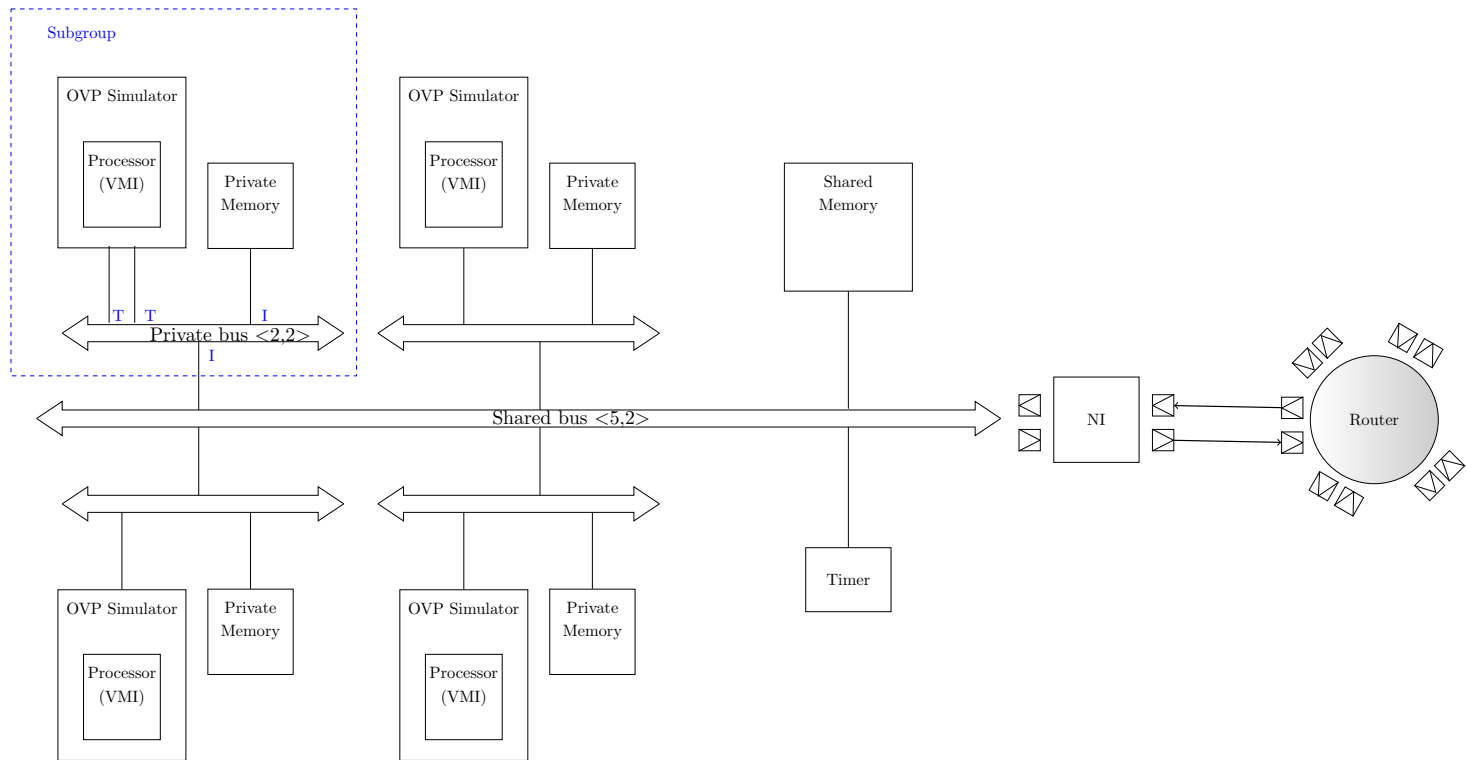 Subgroup
OVP Simulator
Processor
(VMI)
Private
Memory
OVP Simulator
Processor
(VMI)
Private
Memory
Shared
Memory
T
T
I
Private bus <2,2>
I
Shared bus <5,2>
NI
Router
OVP Simulator
Processor
(VMI)
Private
Memory
OVP Simulator
Processor
(VMI)
Private
Memory
Timer